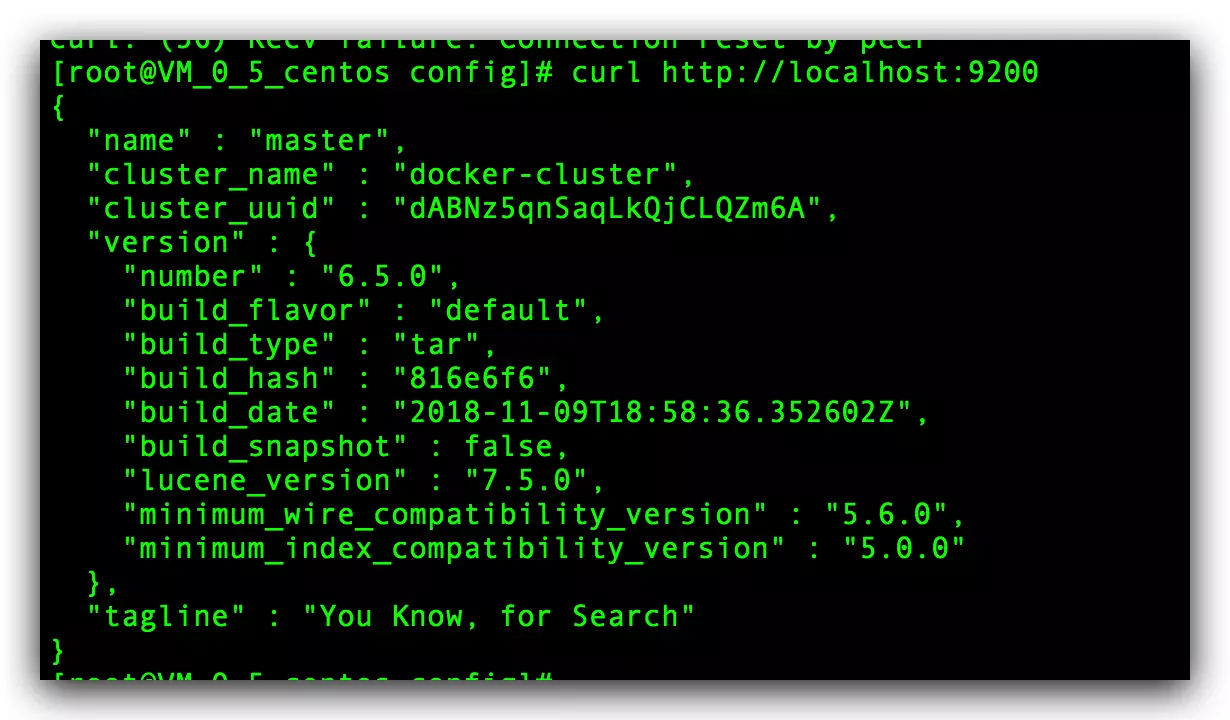 curl: (56) Recv failure: Connection reset by peer
[root@VM_0_5_centos config]# curl http://localhost:9200
{
  "name" : "master",
  "cluster_name" : "docker-cluster",
  "cluster_uuid" : "dABNz5qnSaqLkQjCLQZm6A",
  "version" : {
    "number" : "6.5.0",
    "build_flavor" : "default",
    "build_type" : "tar",
    "build_hash" : "816e6f6",
    "build_date" : "2018-11-09T18:58:36.352602Z",
    "build_snapshot" : false,
    "lucene_version" : "7.5.0",
    "minimum_wire_compatibility_version" : "5.6.0",
    "minimum_index_compatibility_version" : "5.0.0"
  },
  "tagline" : "You Know, for Search"
}
[root@VM_0_5_centos config]#